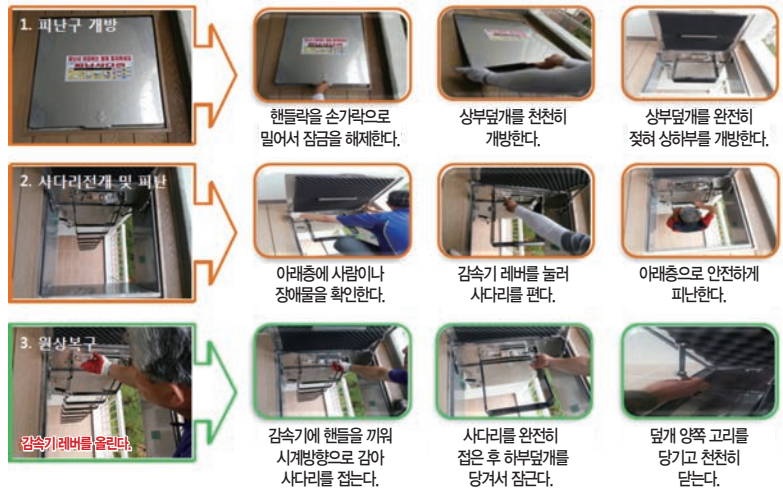 1. 피난구 개방
핸들락을 손가락으로
밀어서 잠금을 해제한다.
상부덮개를 천천히
개방한다.
상부덮개를 완전히
젖혀 상하부를 개방한다.
2. 사다리전개 및 피난
아래층에 사람이나
장애물을 확인한다.
감속기 레버를 눌러
사다리를 편다.
아래층으로 안전하게
피난한다.
3. 원상복구
감속기 레버를 올린다.
감속기에 핸들을 끼워
시계방향으로 감아
사다리를 접는다.
사다리를 완전히
접은 후 하부덮개를
당겨서 잠근다.
덮개 양쪽 고리를
당기고 천천히
닫는다.